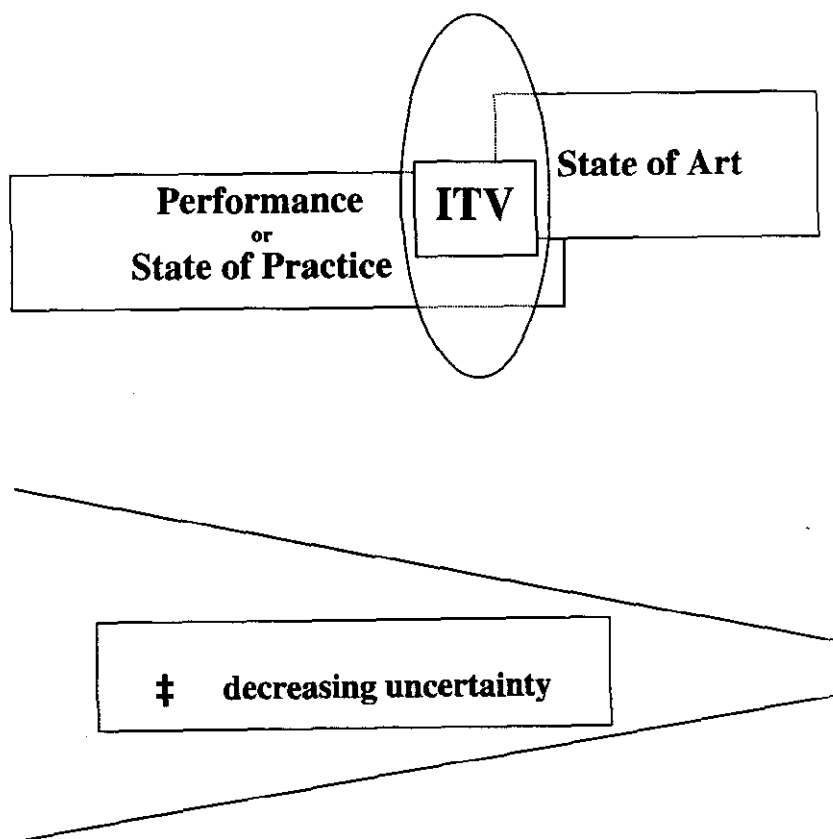 State of Art
Performance
or
State of Practice
ITV
‡ decreasing uncertainty